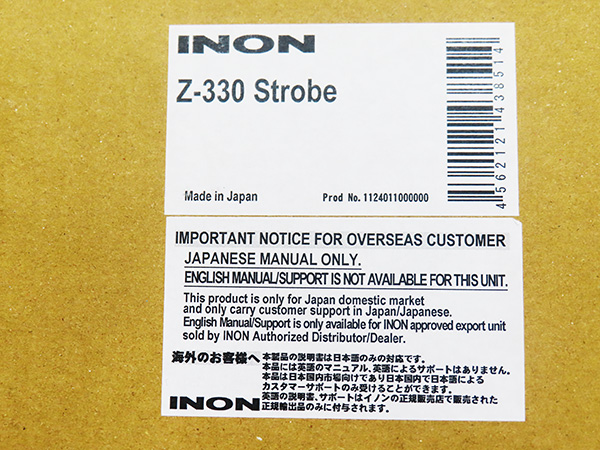 INON
Z-330 Strobe
Made in Japan Prod No. 1124011000000
4562121438514
IMPORTANT NOTICE FOR OVERSEAS CUSTOMER
JAPANESE MANUAL ONLY.
ENGLISH MANUAL/SUPPORT IS NOT AVAILABLE FOR THIS UNIT.
This product is only for Japan domestic market
and only carry customer support in Japan/Japanese.
English Manual/Support is only available for INON approved export unit
sold by INON Authorized Distributor/Dealer.
海外のお客様へ 本製品の説明書は日本語のみの対応です。
本品には英語のマニュアル、英語によるサポートはありません。
本品は日本国内市場向けであり日本国内で日本語による
カスタマーサポートのみ受けることができます。
英語の説明書、サポートはイノンの正規販売店で販売された
正規輸出品のみに付与されます。
INON